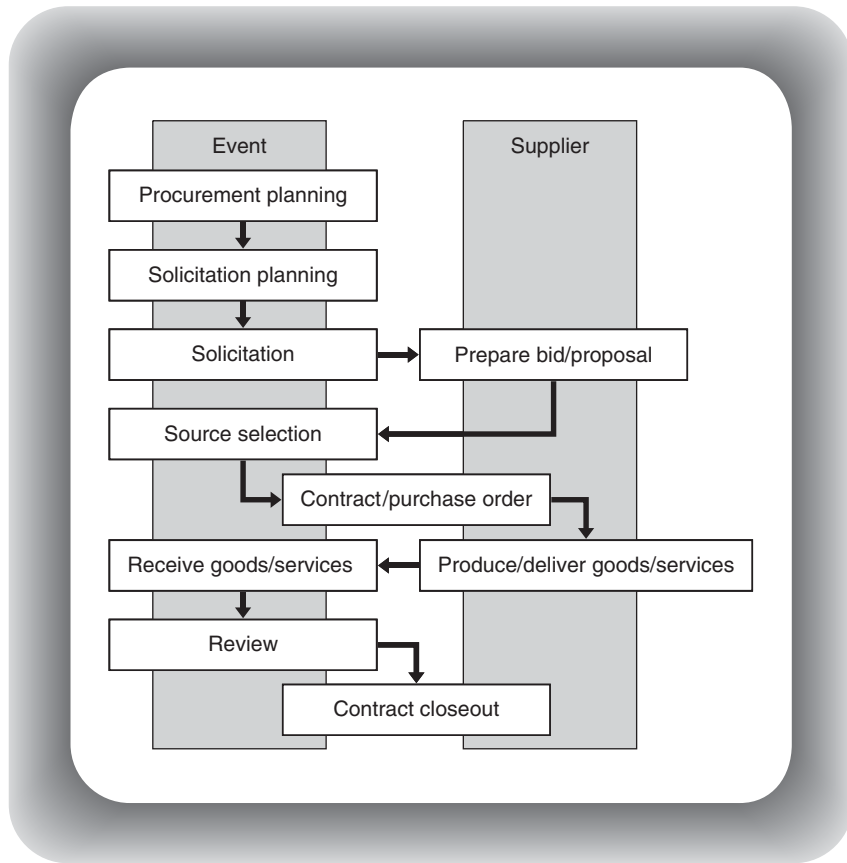 Event
Supplier
Procurement planning
Solicitation planning
Solicitation
Prepare bid/proposal
Source selection
Contract/purchase order
Receive goods/services
Produce/deliver goods/services
Review
Contract closeout